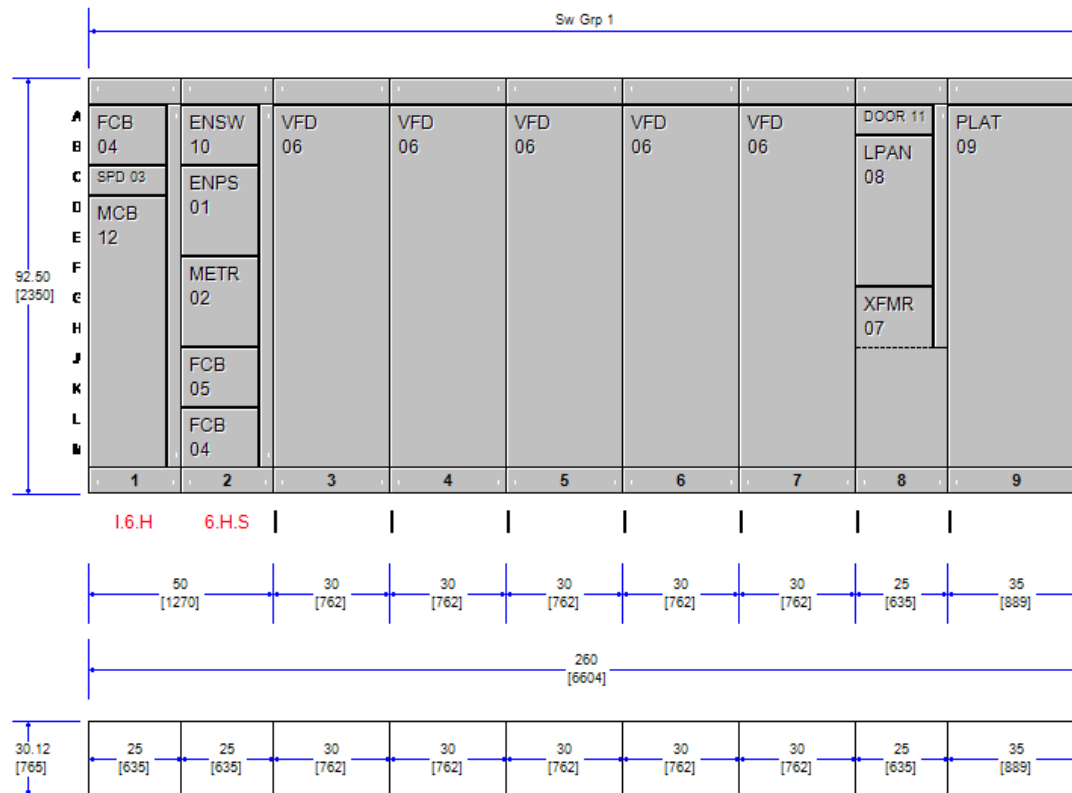 Sw Grp 1
A
B
C
D
E
F
G
H
J
K
L
M
92.50
[2350]
FCB
04
SPD 03
MCB
12
ENSW
10
ENPS
01
METR
02
FCB
05
FCB
04
VFD
06
VFD
06
VFD
06
VFD
06
VFD
06
DOOR 11
LPAN
08
XFMR
07
PLAT
09
1 2 3 4 5 6 7 8 9
I.6.H 6.H.S
50 30 30 30 30 30 25 35
[1270] [762] [762] [762] [762] [762] [635] [889]
260
[6604]
30.12 25 25 30 30 30 30 30 25 35
[765] [635] [635] [762] [762] [762] [762] [762] [635] [889]